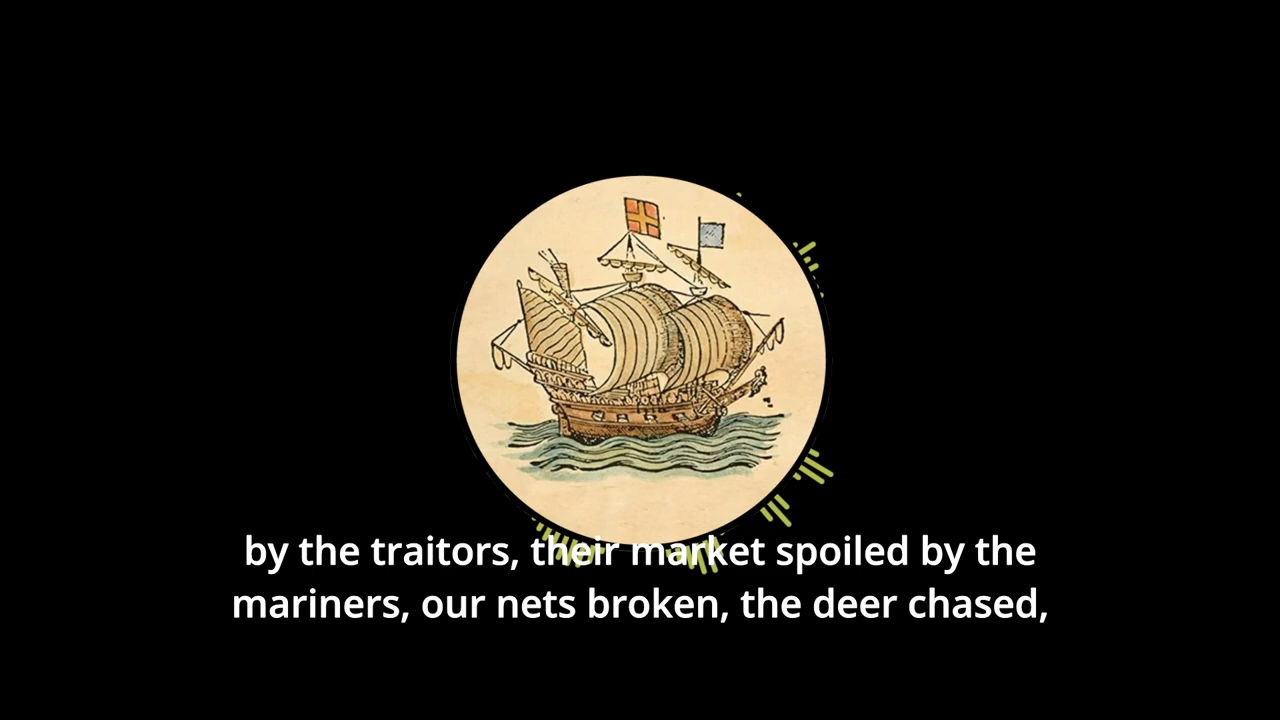 by the traitors, their market spoiled by the
mariners, our nets broken, the deer chased,